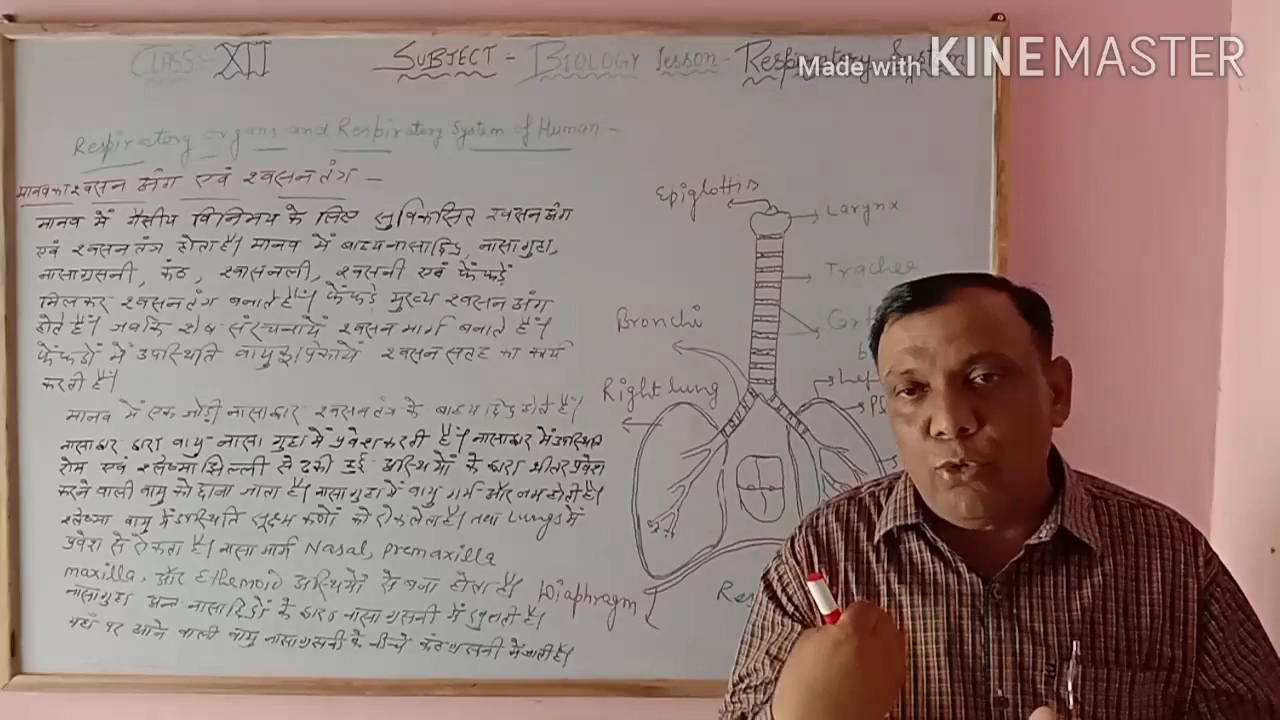 CLASS:- XII
SUBJECT - BIOLOGY Lesson - Respiratory System
Made with KINEMASTER
Respiratory organs and Respiratory System of Human -
मानव का श्वसन अंग एवं श्वसन तंग -
मानव में गैसीय विनिमय के लिए सुविकसित श्वसन अंग
एवं श्वसन तंग होता है। मानव में बाह्यनासाछिद्र, नासागुहा,
नासाग्रसनी, कंठ, श्वासनली, श्वसनी एवं फेंफड़ें
मिलकर श्वसन तंग बनाते हैं। फेंफड़े मुख्य श्वसन अंग
होते हैं। जबकि शेष संरचनायें श्वसन मार्ग बनाते हैं।
फेंफडों में उपस्थिति वायुकूपिकायें श्वसन सतह का कार्य
करती हैं।
मानव में एक जोड़ी नासाद्वार श्वसन तंत्र के बाह्य छिद्र होते हैं।
नासाद्वार द्वारा वायु नासा गुहा में प्रवेश करती है। नासाद्वार में उपस्थिति
रोम एवं श्लेष्मा झिल्ली से ढकी हुई अस्थियों के द्वारा भीतर प्रवेश
करने वाली वायु को छाना जाता है। नासागुहा में वायु गर्म और नम होती है।
श्लेष्मा वायु में उपस्थिति सूक्ष्म कणों को रोक लेता है। तथा Lungs में
प्रवेश से रोकता है। नासा मार्ग Nasal, premaxilla
maxilla, और Ethemoid अस्थियों से बना होता है।
नासागुहा अन्त नासाछिद्रों के द्वारा नासाग्रसनी में खुलती है।
यहाँ पर आने वाली वायु नासाग्रसनी के नीचे कंठग्रसनी में जाती है।
Epiglottis
Larynx
Trachea
Bronchi
Right lung
Diaphragm